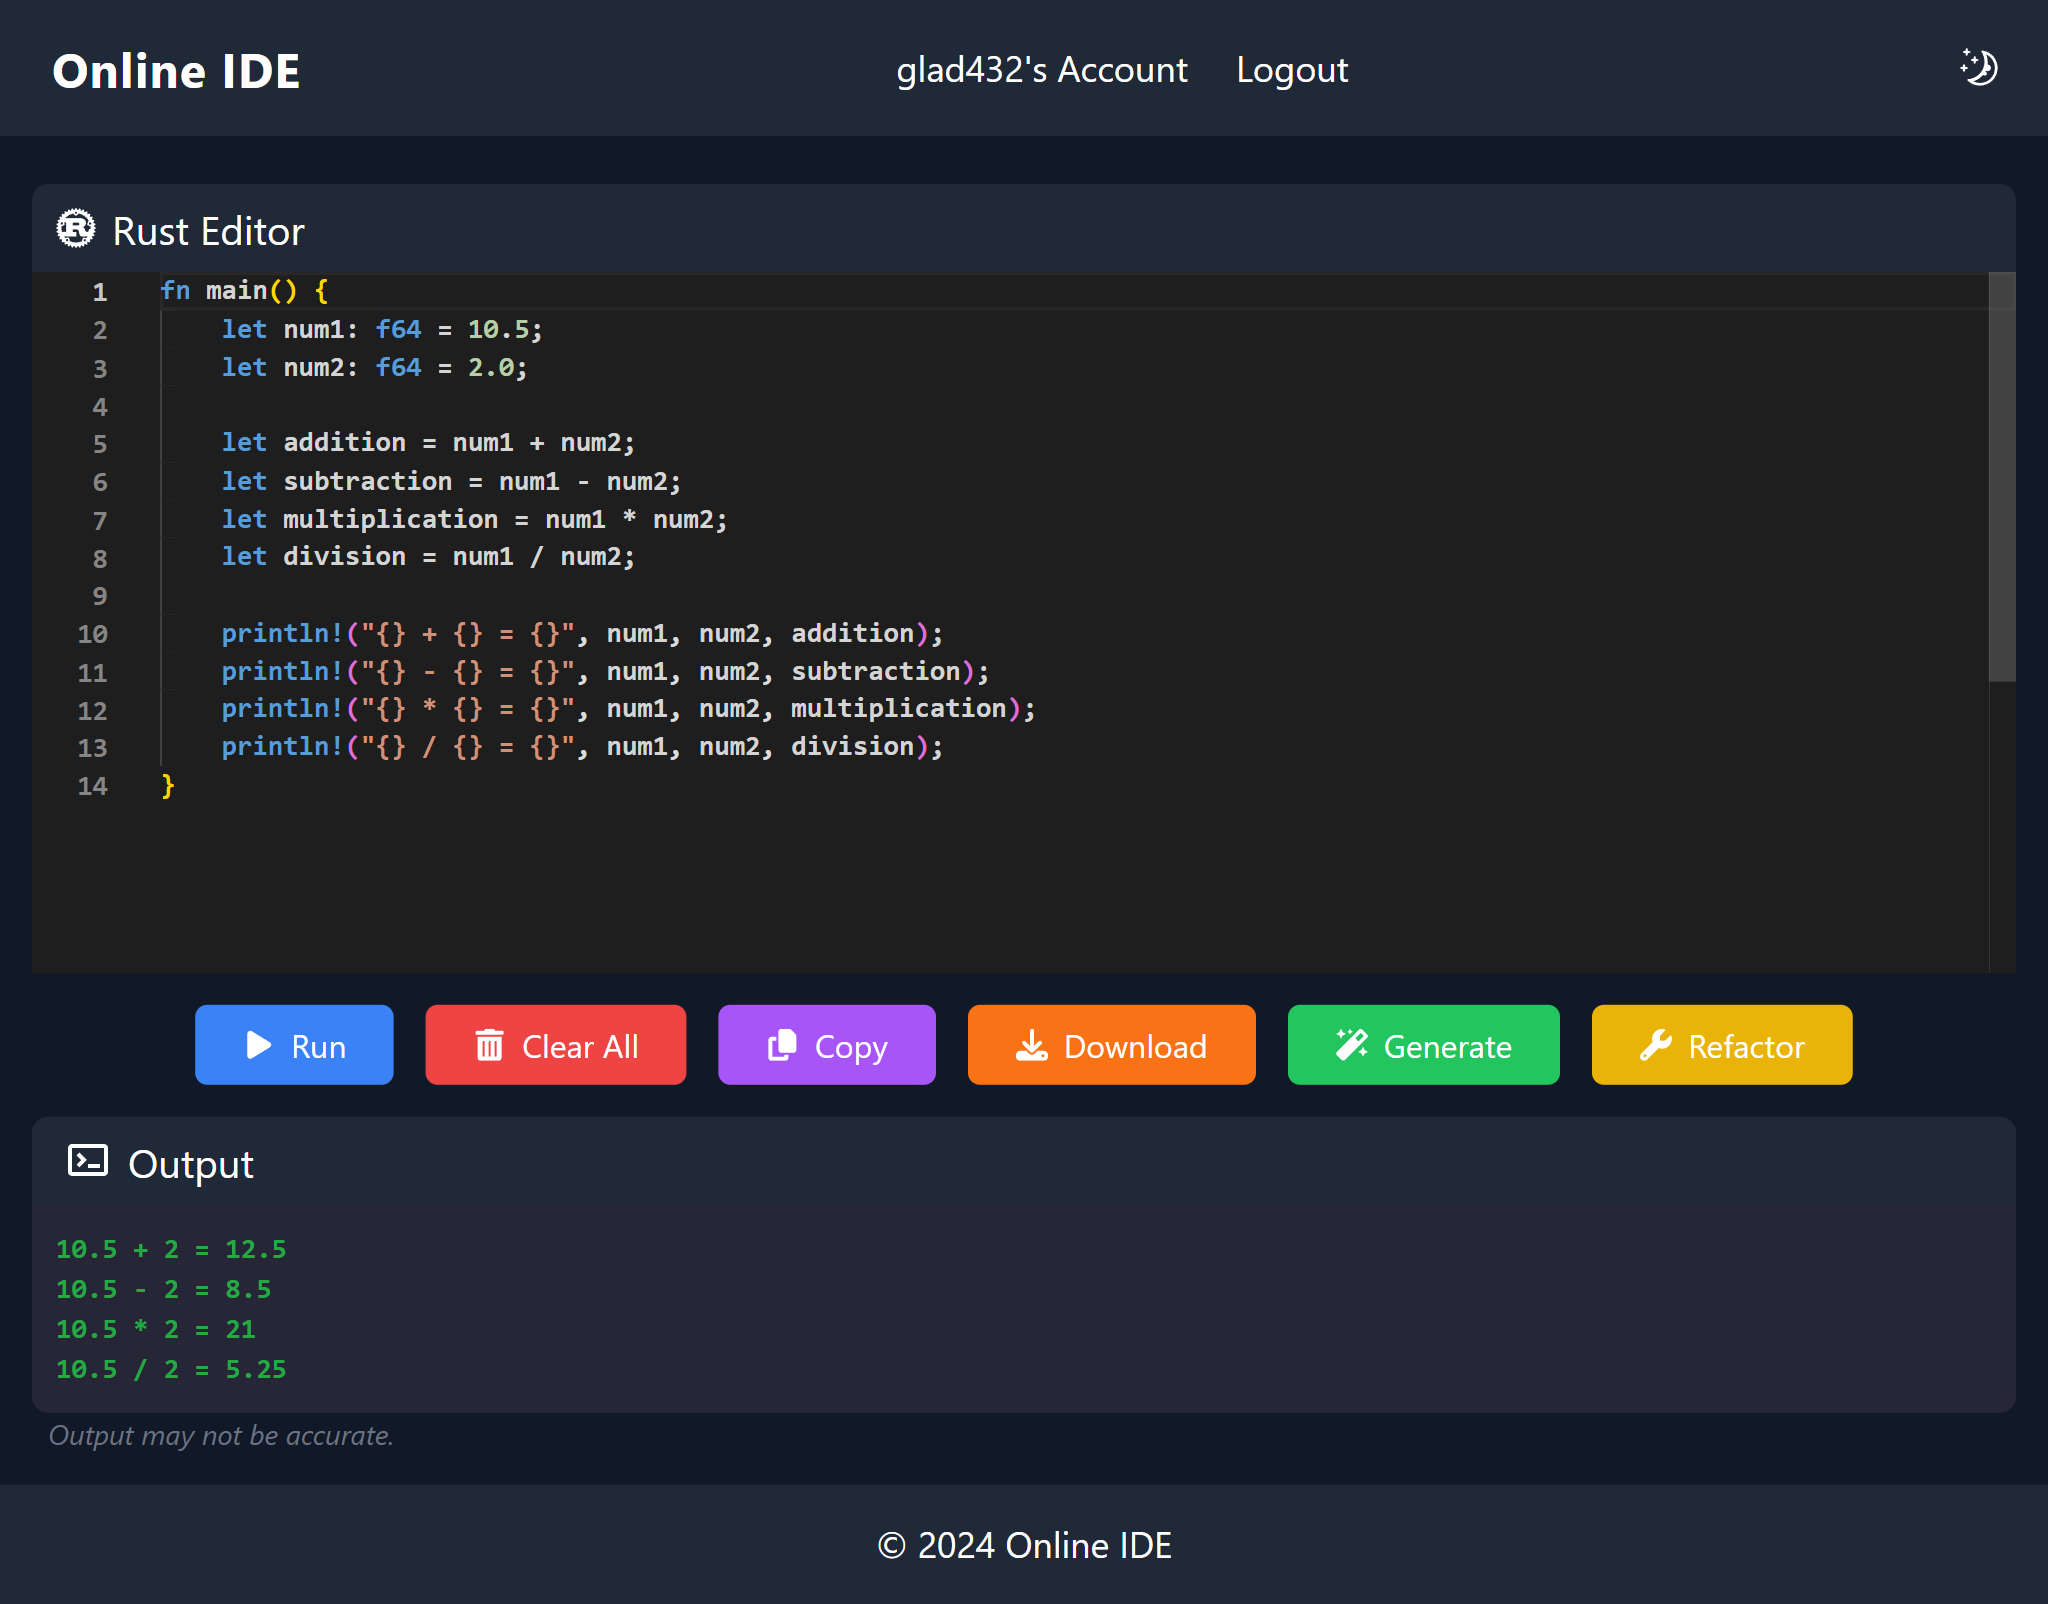 Online IDE
glad432's Account Logout
Rust Editor
1 fn main() {
2     let num1: f64 = 10.5;
3     let num2: f64 = 2.0;
4
5     let addition = num1 + num2;
6     let subtraction = num1 - num2;
7     let multiplication = num1 * num2;
8     let division = num1 / num2;
9
10     println!("{} + {} = {}", num1, num2, addition);
11     println!("{} - {} = {}", num1, num2, subtraction);
12     println!("{} * {} = {}", num1, num2, multiplication);
13     println!("{} / {} = {}", num1, num2, division);
14 }
Run Clear All Copy Download Generate Refactor
Output
10.5 + 2 = 12.5
10.5 - 2 = 8.5
10.5 * 2 = 21
10.5 / 2 = 5.25
Output may not be accurate.
© 2024 Online IDE